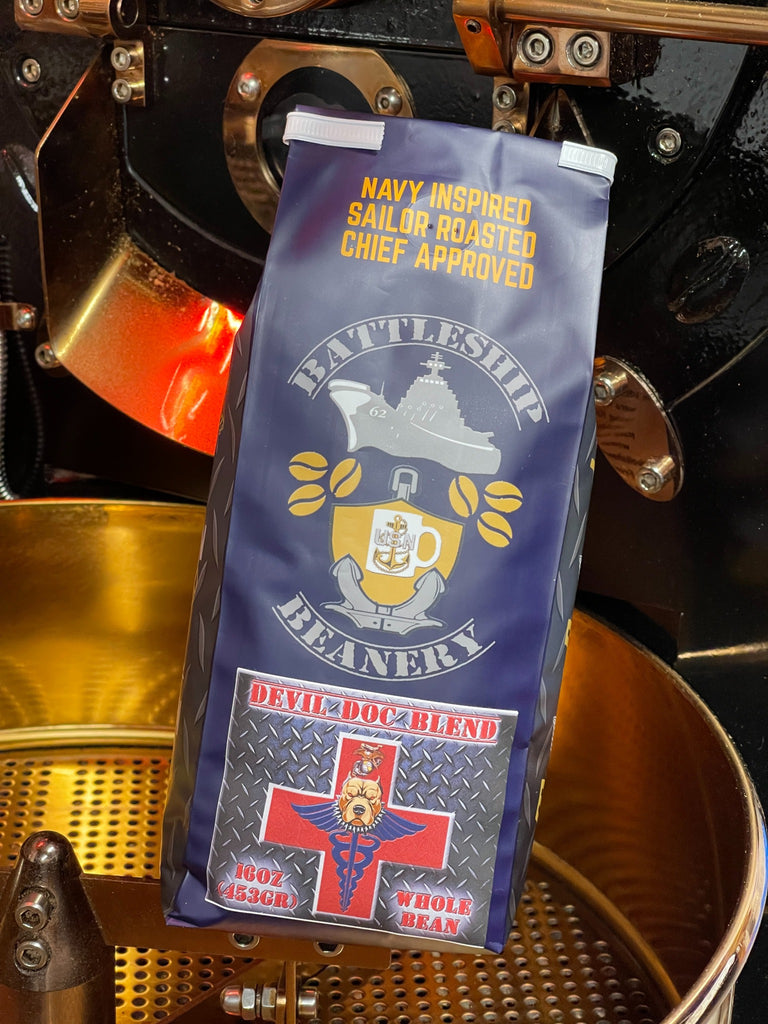 NAVY INSPIRED
SAILOR ROASTED
CHIEF APPROVED
BATTLESHIP
62
USN
BEANERY
DEVIL DOC BLEND
16OZ
(453GR)
WHOLE
BEAN